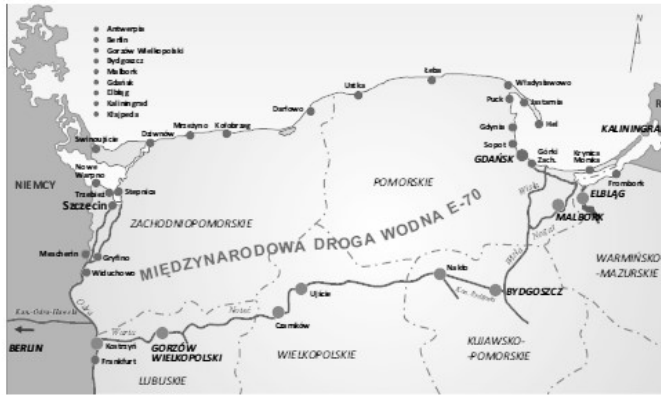 Antwerpia
Berlin
Gorzów Wielkopolski
Bydgoszcz
Malbork
Gdańsk
Elbląg
Kaliningrad
Klajpeda
N
Łeba
Ustka
Władysławowo
Darłowo
Puck
Jastarnia
Hel
Gdynia
KALININGRAD
Mrzeżyno
Kołobrzeg
Dziwnów
Świnoujście
Sopot
GDAŃSK
Górki
Zach.
Krynica
Morska
Frombork
Nowe
Warpno
NIEMCY
Trzebież
Stepnica
Szczecin
POMORSKIE
Wisła
ELBLĄG
MALBORK
ZACHODNIOPOMORSKIE
Nogat
MIĘDZYNARODOWA DROGA WODNA E-70
Wisła
WARMIŃSKO
-MAZURSKIE
Mescherin
Gryfino
Widuchowo
Nakło
Ujście
BYDGOSZCZ
Odra
Noteć
Czarnków
Warta
BERLIN
Kostrzyn
Frankfurt
GORZÓW
WIELKOPOLSKI
WIELKOPOLSKIE
KUJAWSKO-
-POMORSKIE
LUBUSKIE